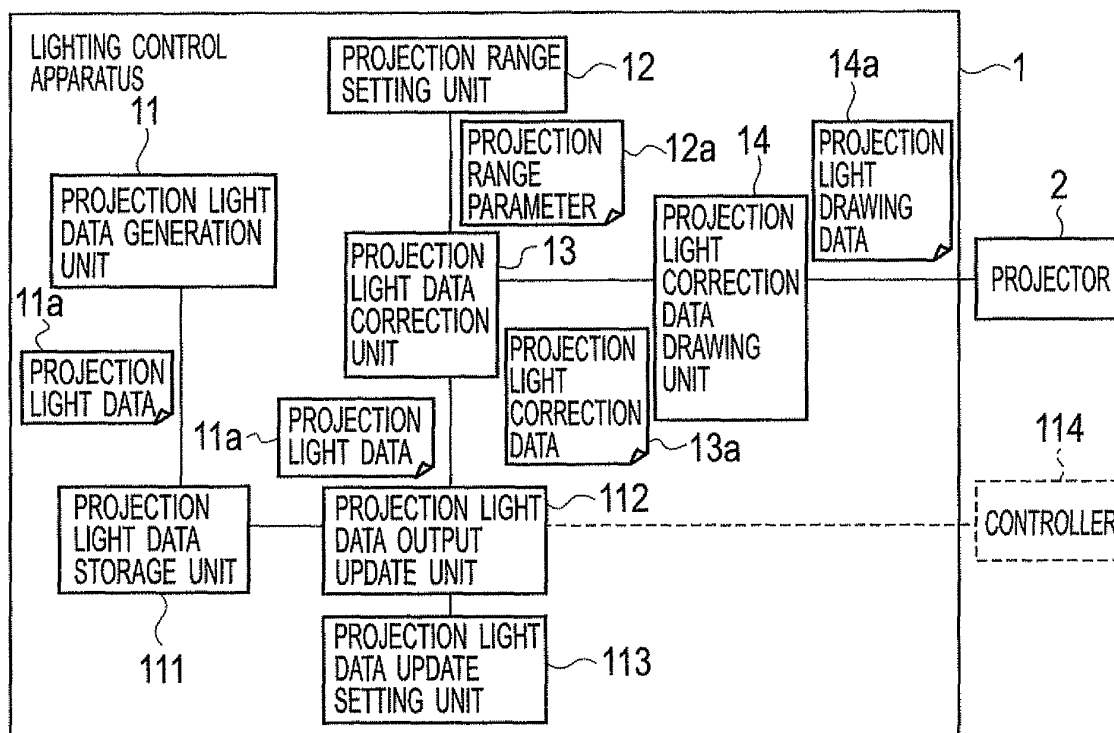 LIGHTING CONTROL
APPARATUS
11
PROJECTION LIGHT
DATA GENERATION
UNIT
11a
PROJECTION
LIGHT DATA
PROJECTION
LIGHT DATA
STORAGE UNIT
111
PROJECTION RANGE
SETTING UNIT
12
PROJECTION
RANGE
PARAMETER
12a
PROJECTION
LIGHT DATA
CORRECTION
UNIT
13
11a
PROJECTION
LIGHT DATA
PROJECTION
LIGHT
CORRECTION
DATA
13a
PROJECTION LIGHT
DATA OUTPUT
UPDATE UNIT
112
PROJECTION LIGHT
DATA UPDATE
SETTING UNIT
113
14
PROJECTION
LIGHT
CORRECTION
DATA
DRAWING
UNIT
14a
PROJECTION
LIGHT
DRAWING
DATA
1
2
PROJECTOR
114
CONTROLLER